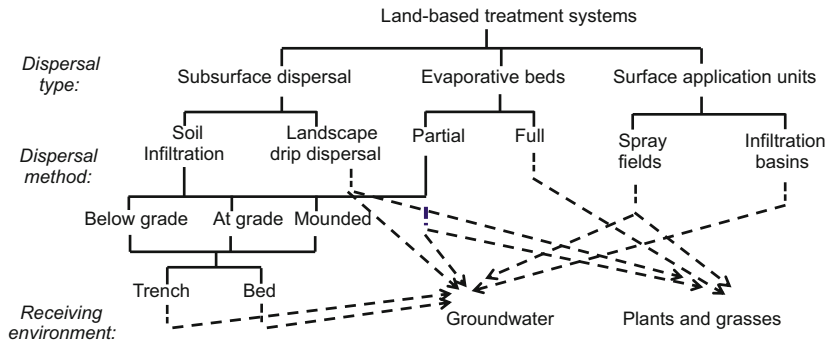 Land-based treatment systems
Dispersal
type:
Subsurface dispersal
Evaporative beds
Surface application units
Dispersal
method:
Soil
Infiltration
Landscape
drip dispersal
Partial
Full
Spray
fields
Infiltration
basins
Below grade
At grade
Mounded
Trench
Bed
Receiving
environment:
Groundwater
Plants and grasses